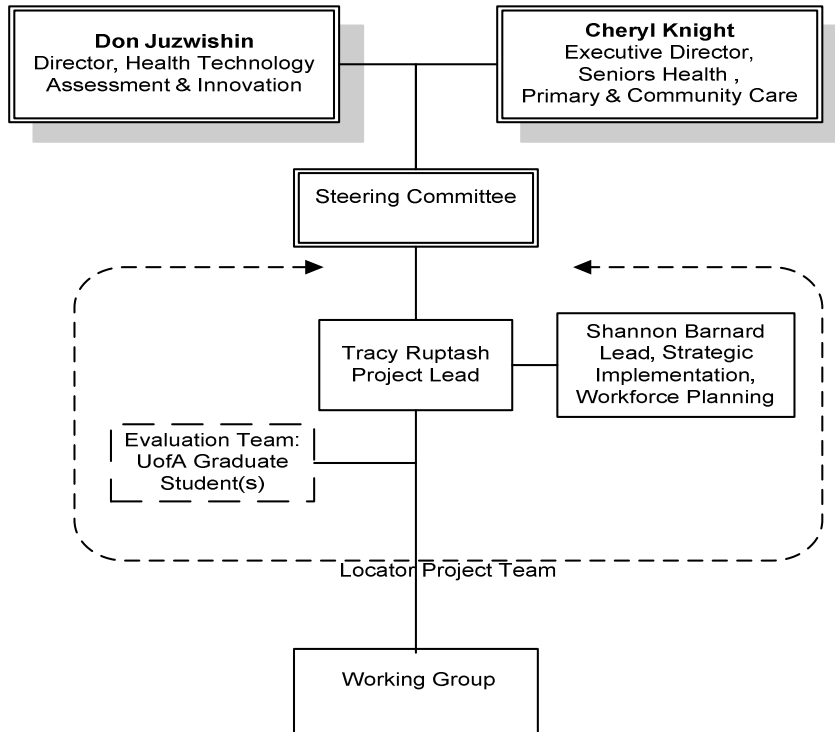 Don Juzwishin
Director, Health Technology
Assessment & Innovation
Cheryl Knight
Executive Director,
Seniors Health ,
Primary & Community Care
Steering Committee
Tracy Ruptash
Project Lead
Shannon Barnard
Lead, Strategic
Implementation,
Workforce Planning
Evaluation Team:
UofA Graduate
Student(s)
Locator Project Team
Working Group